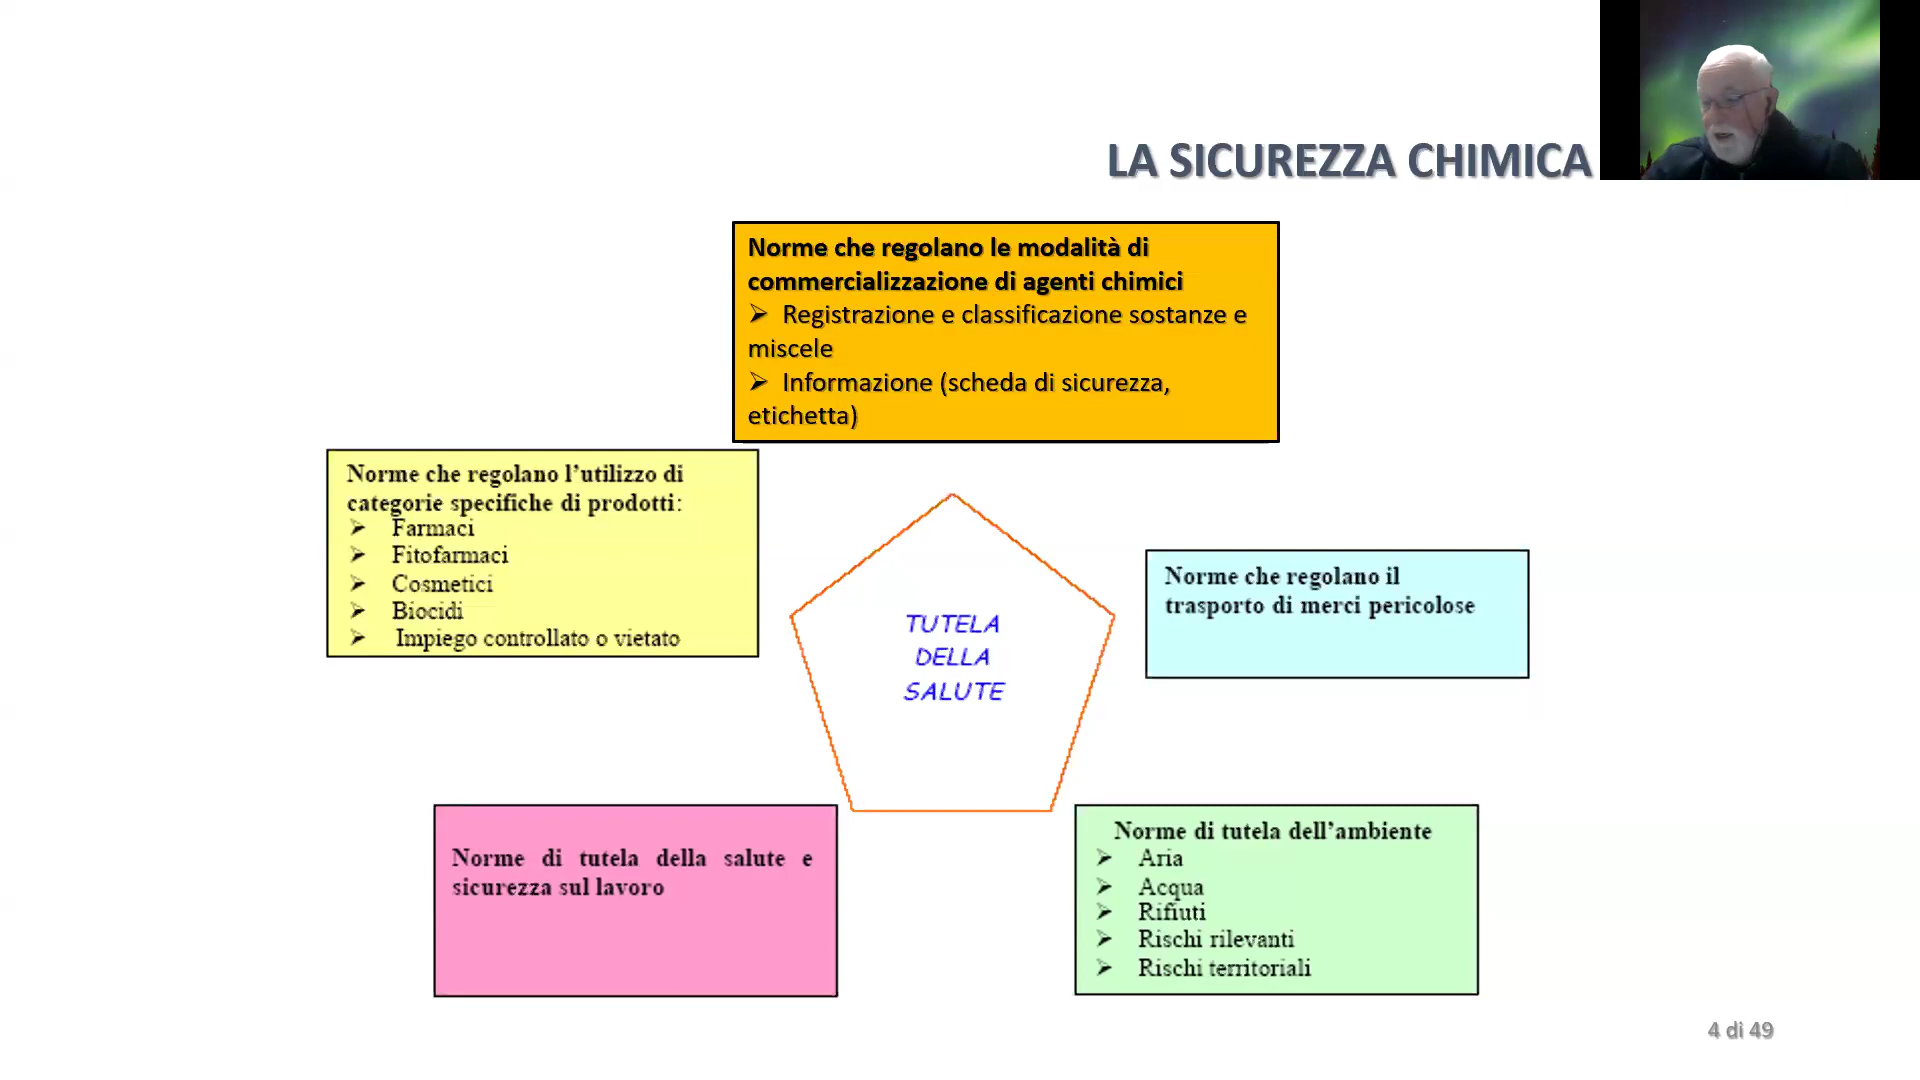 LA SICUREZZA CHIMICA
Norme che regolano le modalità di
commercializzazione di agenti chimici
➢ Registrazione e classificazione sostanze e
miscele
➢ Informazione (scheda di sicurezza,
etichetta)
Norme che regolano l’utilizzo di
categorie specifiche di prodotti:
➢ Farmaci
➢ Fitofarmaci
➢ Cosmetici
➢ Biocidi
➢ Impiego controllato o vietato
Norme che regolano il
trasporto di merci pericolose
TUTELA
DELLA
SALUTE
Norme di tutela della salute e
sicurezza sul lavoro
Norme di tutela dell’ambiente
➢ Aria
➢ Acqua
➢ Rifiuti
➢ Rischi rilevanti
➢ Rischi territoriali
4 di 49